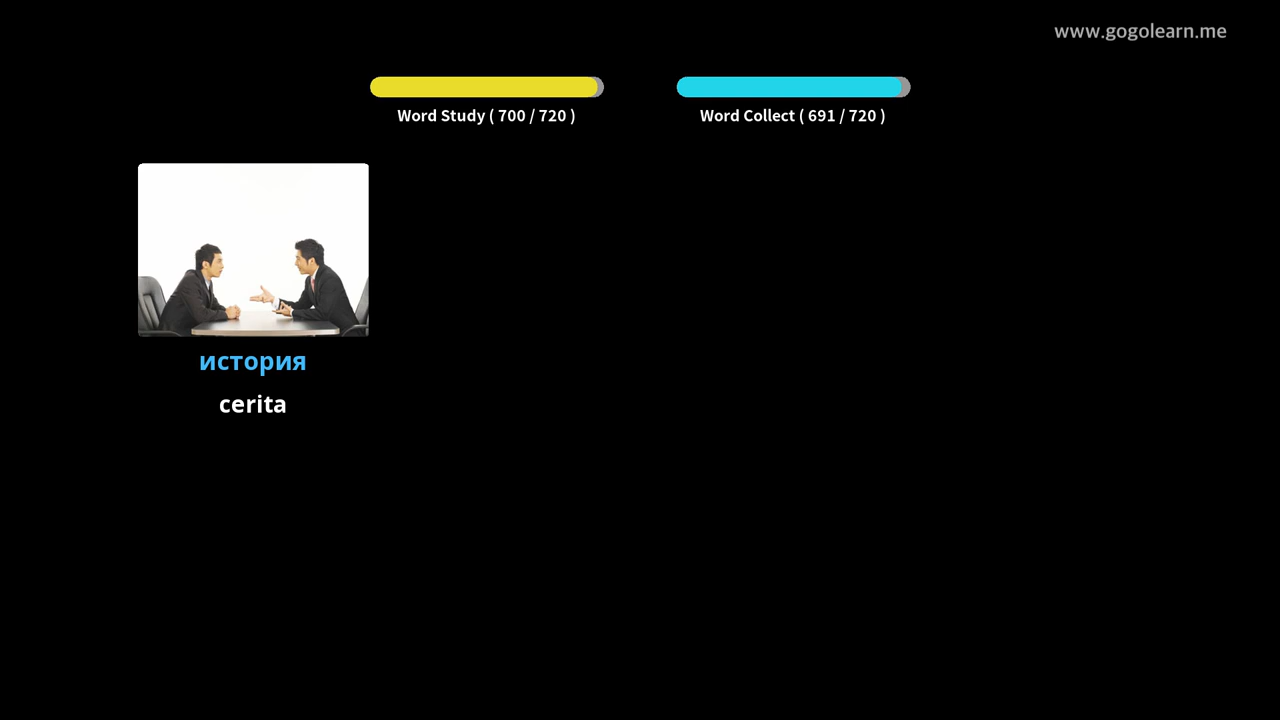 www.gogolearn.me
Word Study ( 700 / 720 )
Word Collect ( 691 / 720 )
история
cerita